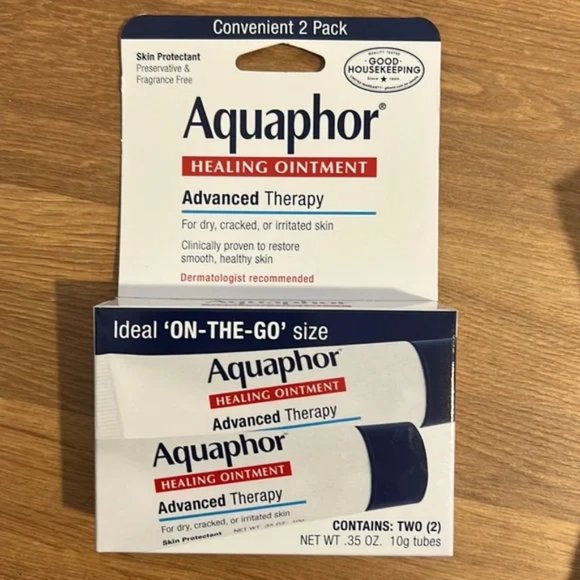 Convenient 2 Pack
Skin Protectant
Preservative &
Fragrance Free
GOOD
HOUSEKEEPING
Since ★ 1909
Aquaphor®
HEALING OINTMENT
Advanced Therapy
For dry, cracked, or irritated skin
Clinically proven to restore
smooth, healthy skin
Dermatologist recommended
Aquaphor
Ideal 'ON-THE-GO' size
Aquaphor
HEALING OINTMENT
Advanced Therapy
Aquaphor
HEALING OINTMENT
Advanced Therapy
For dry, cracked, or irritated skin
Skin Protectant
CONTAINS: TWO (2)
NET WT .35 OZ. 10g tubes